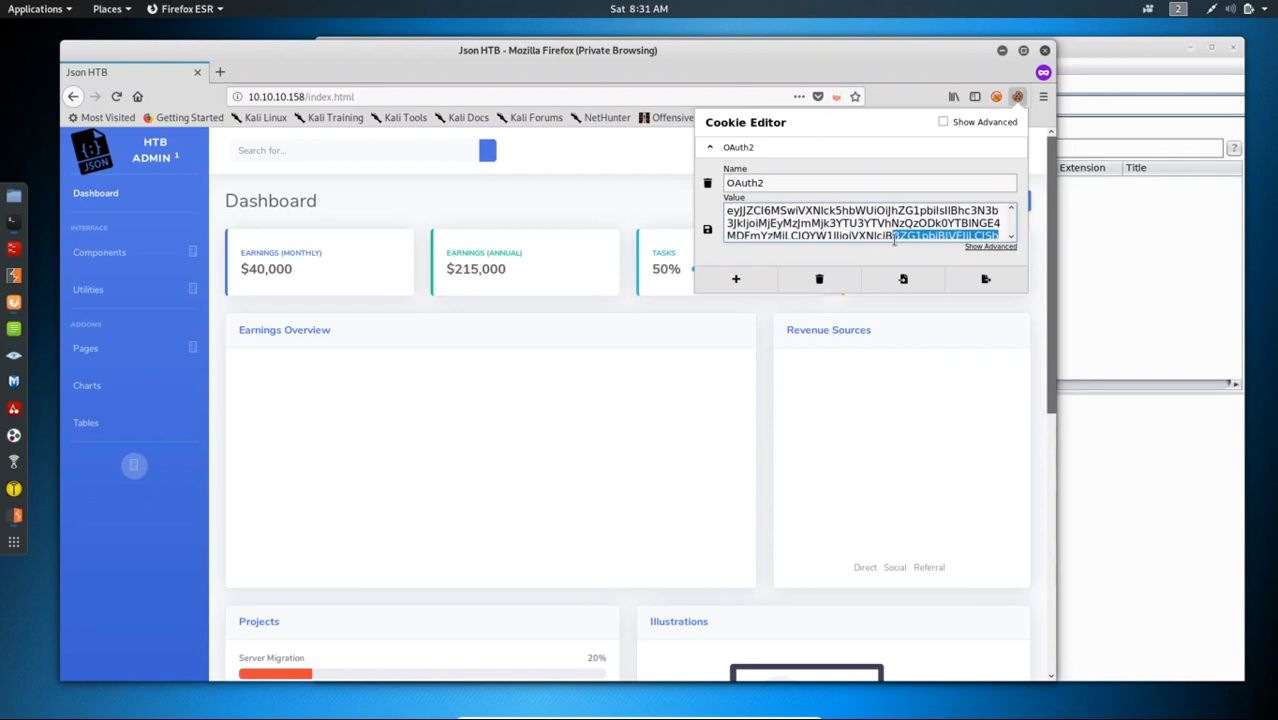 Applications
Places
Firefox ESR
Sat 8:31 AM
2
Json HTB - Mozilla Firefox (Private Browsing)
Json HTB
10.10.10.158/index.html
Most Visited
Getting Started
Kali Linux
Kali Training
Kali Tools
Kali Docs
Kali Forums
NetHunter
Offensive
Cookie Editor
Show Advanced
OAuth2
Name
OAuth2
Value
Show Advanced
JSON
HTB
ADMIN 1
Dashboard
INTERFACE
Components
Utilities
ADDONS
Pages
Charts
Tables
Search for...
Dashboard
EARNINGS (MONTHLY)
$40,000
EARNINGS (ANNUAL)
$215,000
TASKS
50%
Earnings Overview
Revenue Sources
Direct Social Referral
Projects
Illustrations
Server Migration
20%
?
Extension
Title